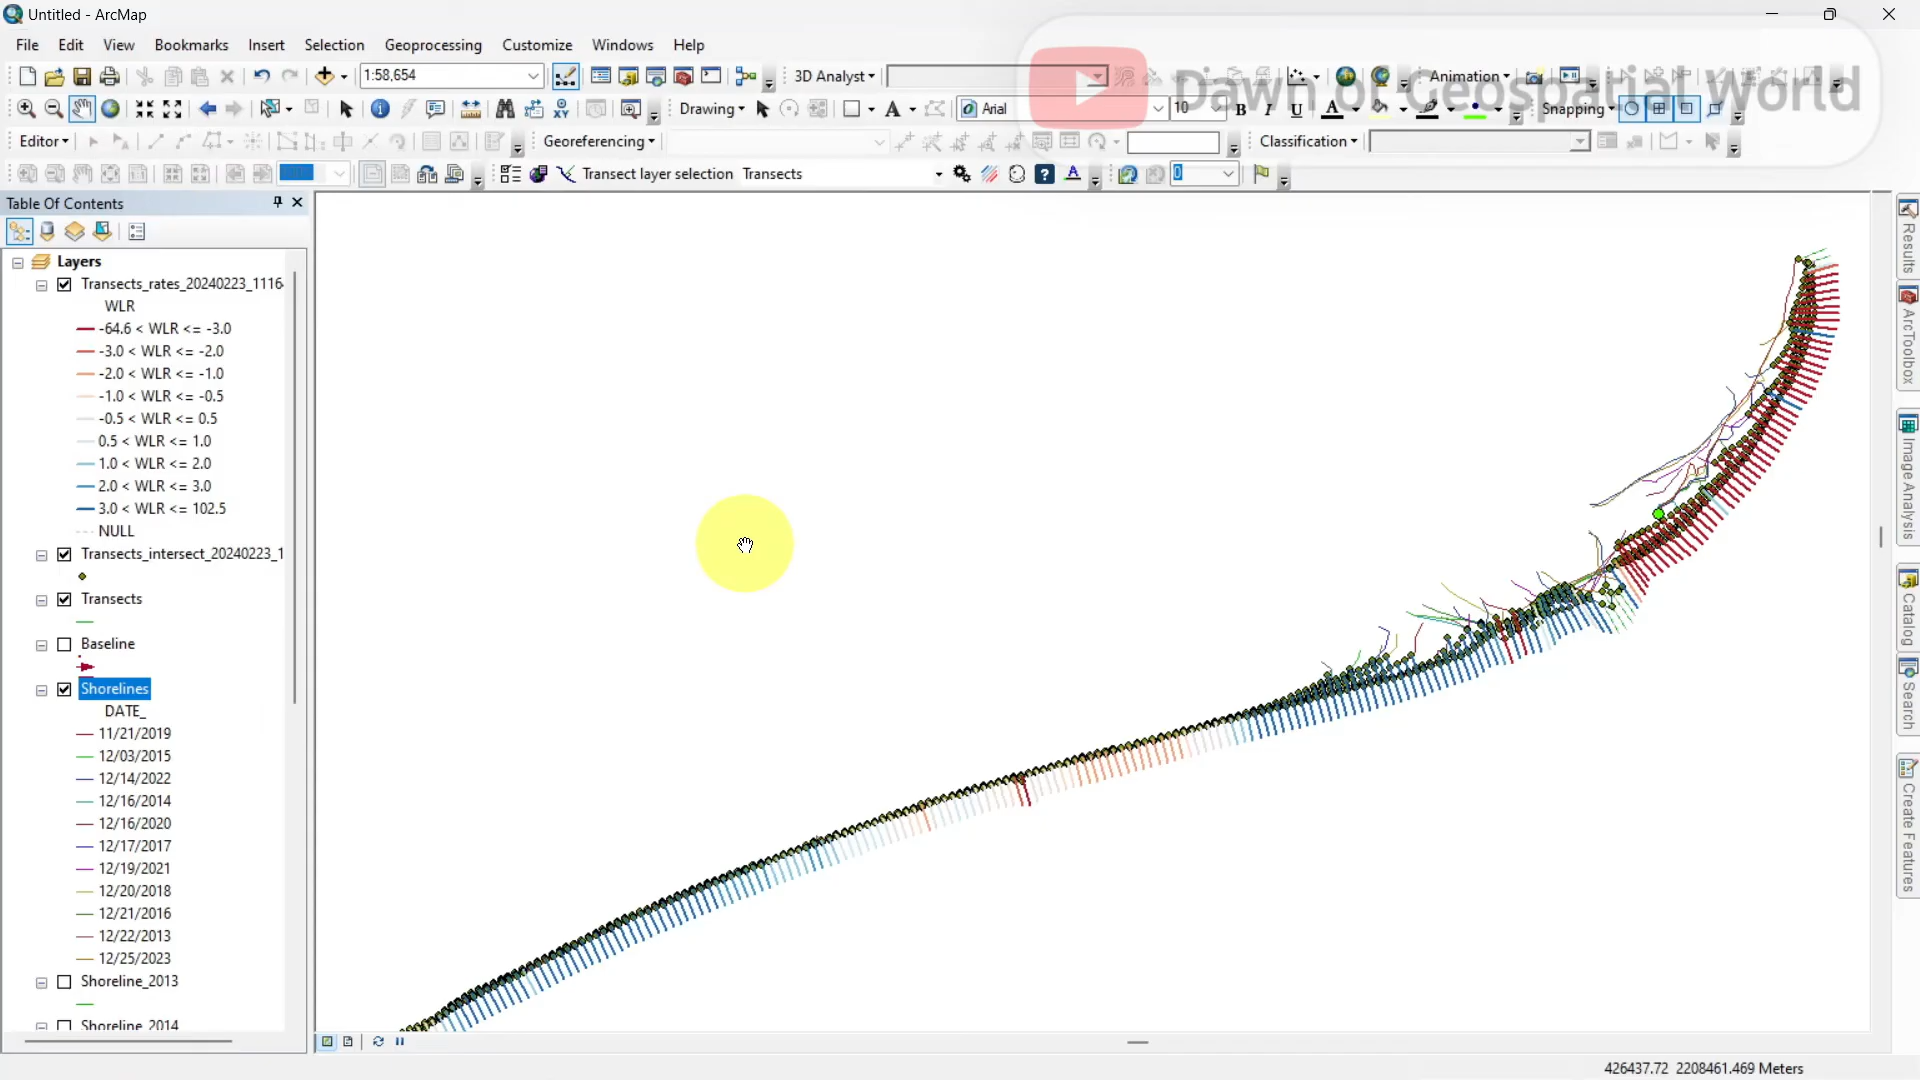 Untitled - ArcMap
File Edit View Bookmarks Insert Selection Geoprocessing Customize Windows Help
1:58,654 3D Analyst Animation
Dawn of Geospatial World
Drawing Arial 10 B I U A Snapping
Editor Georeferencing Classification
Transect layer selection Transects 0
Table Of Contents
Layers
Transects_rates_20240223_1116
WLR
-64.6 < WLR <= -3.0
-3.0 < WLR <= -2.0
-2.0 < WLR <= -1.0
-1.0 < WLR <= -0.5
-0.5 < WLR <= 0.5
0.5 < WLR <= 1.0
1.0 < WLR <= 2.0
2.0 < WLR <= 3.0
3.0 < WLR <= 102.5
NULL
Transects_intersect_20240223_1
Transects
Baseline
Shorelines
DATE_
11/21/2019
12/03/2015
12/14/2022
12/16/2014
12/16/2020
12/17/2017
12/19/2021
12/20/2018
12/21/2016
12/22/2013
12/25/2023
Shoreline_2013
Shoreline_2014
Results
ArcToolbox
Image Analysis
Catalog
Search
Create Features
426437.72 2208461.469 Meters